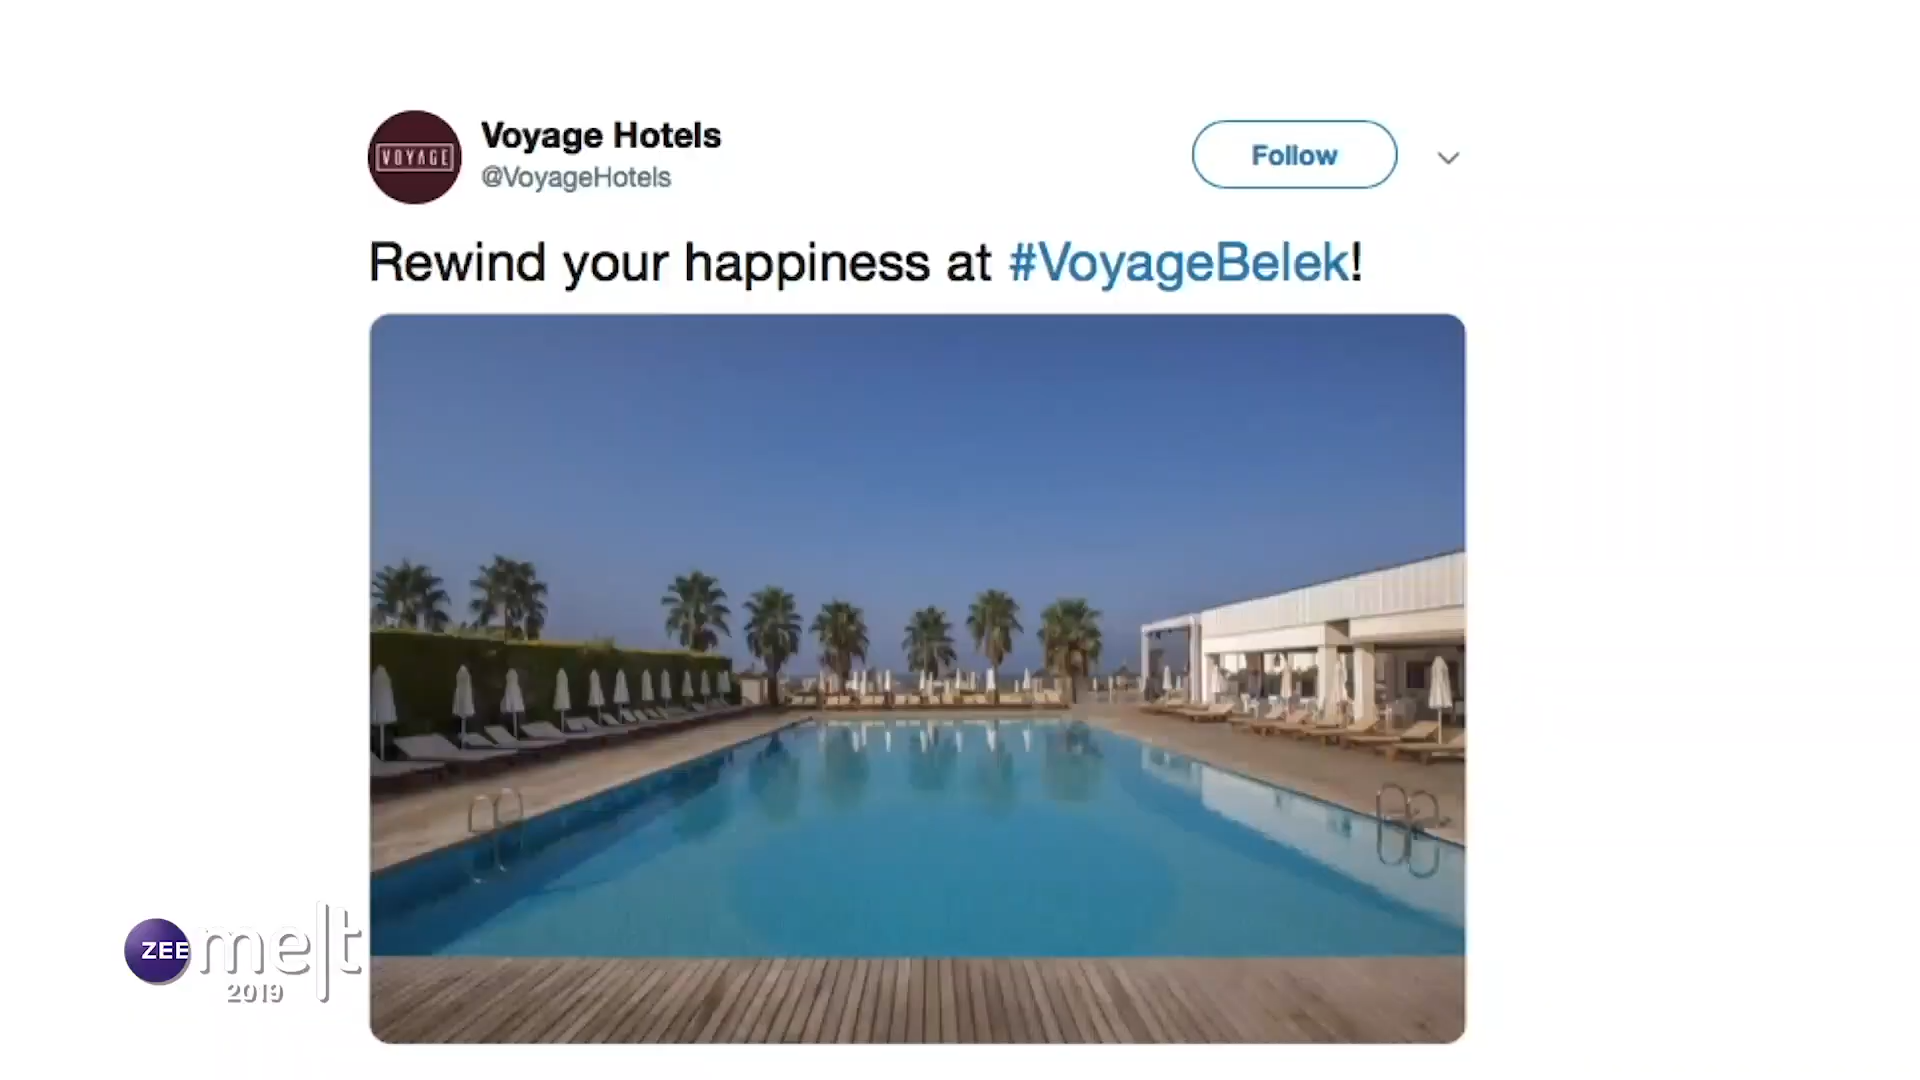 VOYAGE
Voyage Hotels
@VoyageHotels
Follow
Rewind your happiness at #VoyageBelek!
ZEE melt
2019